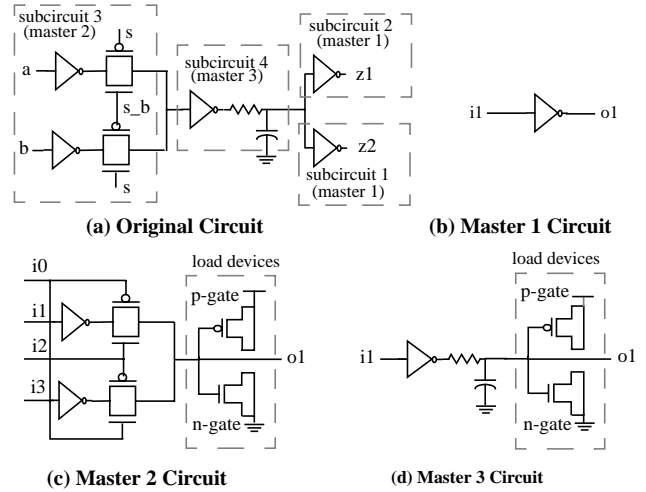 subcircuit 3
(master 2)
s
a
s_b
b
s
subcircuit 4
(master 3)
subcircuit 2
(master 1)
z1
z2
subcircuit 1
(master 1)
i1
o1
(a) Original Circuit
(b) Master 1 Circuit
i0
i1
i2
i3
load devices
p-gate
o1
n-gate
load devices
p-gate
i1
o1
n-gate
(c) Master 2 Circuit
(d) Master 3 Circuit